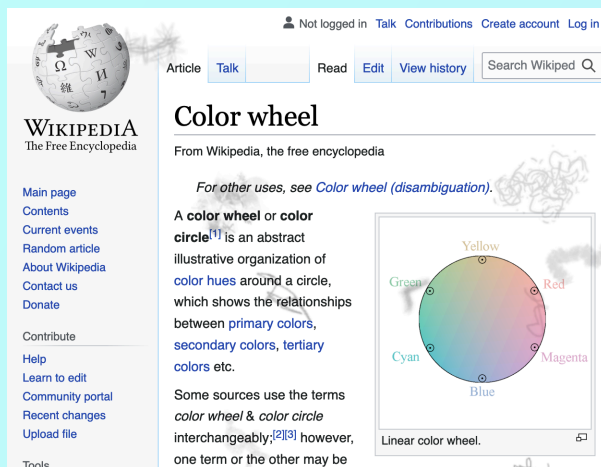 Not logged in Talk Contributions Create account Log in
Article Talk Read Edit View history Search Wikiped
Ω W И 維 7
WIKIPEDIA
The Free Encyclopedia
Main page
Contents
Current events
Random article
About Wikipedia
Contact us
Donate
Contribute
Help
Learn to edit
Community portal
Recent changes
Upload file
Tools
Color wheel
From Wikipedia, the free encyclopedia
For other uses, see Color wheel (disambiguation).
A color wheel or color
circle[1] is an abstract
illustrative organization of
color hues around a circle,
which shows the relationships
between primary colors,
secondary colors, tertiary
colors etc.
Some sources use the terms
color wheel & color circle
interchangeably;[2][3] however,
one term or the other may be
Yellow
Green Red
Cyan Magenta
Blue
Linear color wheel.